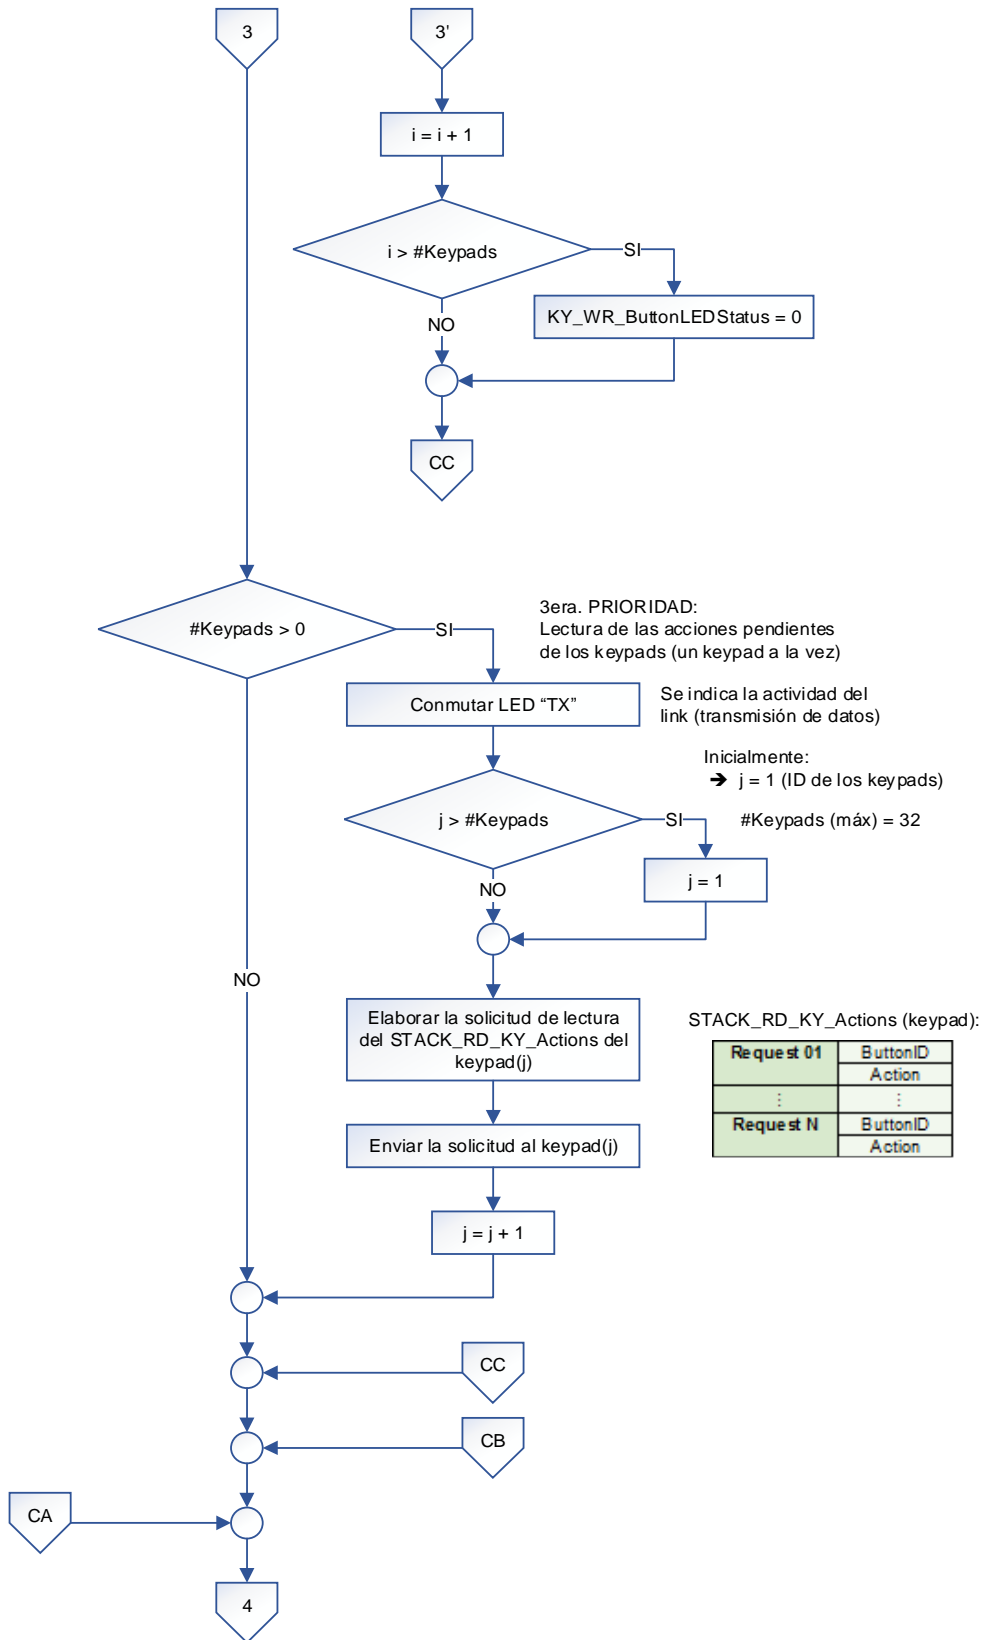 3
3'
i = i + 1
i > #Keypads
SI
KY_WR_ButtonLEDStatus = 0
NO
CC
#Keypads > 0
SI
3era. PRIORIDAD:
Lectura de las acciones pendientes
de los keypads (un keypad a la vez)
Conmutar LED “TX”
Se indica la actividad del
link (transmisión de datos)
Inicialmente:
➔ j = 1 (ID de los keypads)
j > #Keypads
SI
#Keypads (máx) = 32
j = 1
NO
NO
Elaborar la solicitud de lectura
del STACK_RD_KY_Actions del
keypad(j)
STACK_RD_KY_Actions (keypad):
Request 01 ButtonID
Action
⋮ ⋮
Request N ButtonID
Action
Enviar la solicitud al keypad(j)
j = j + 1
CC
CB
CA
4